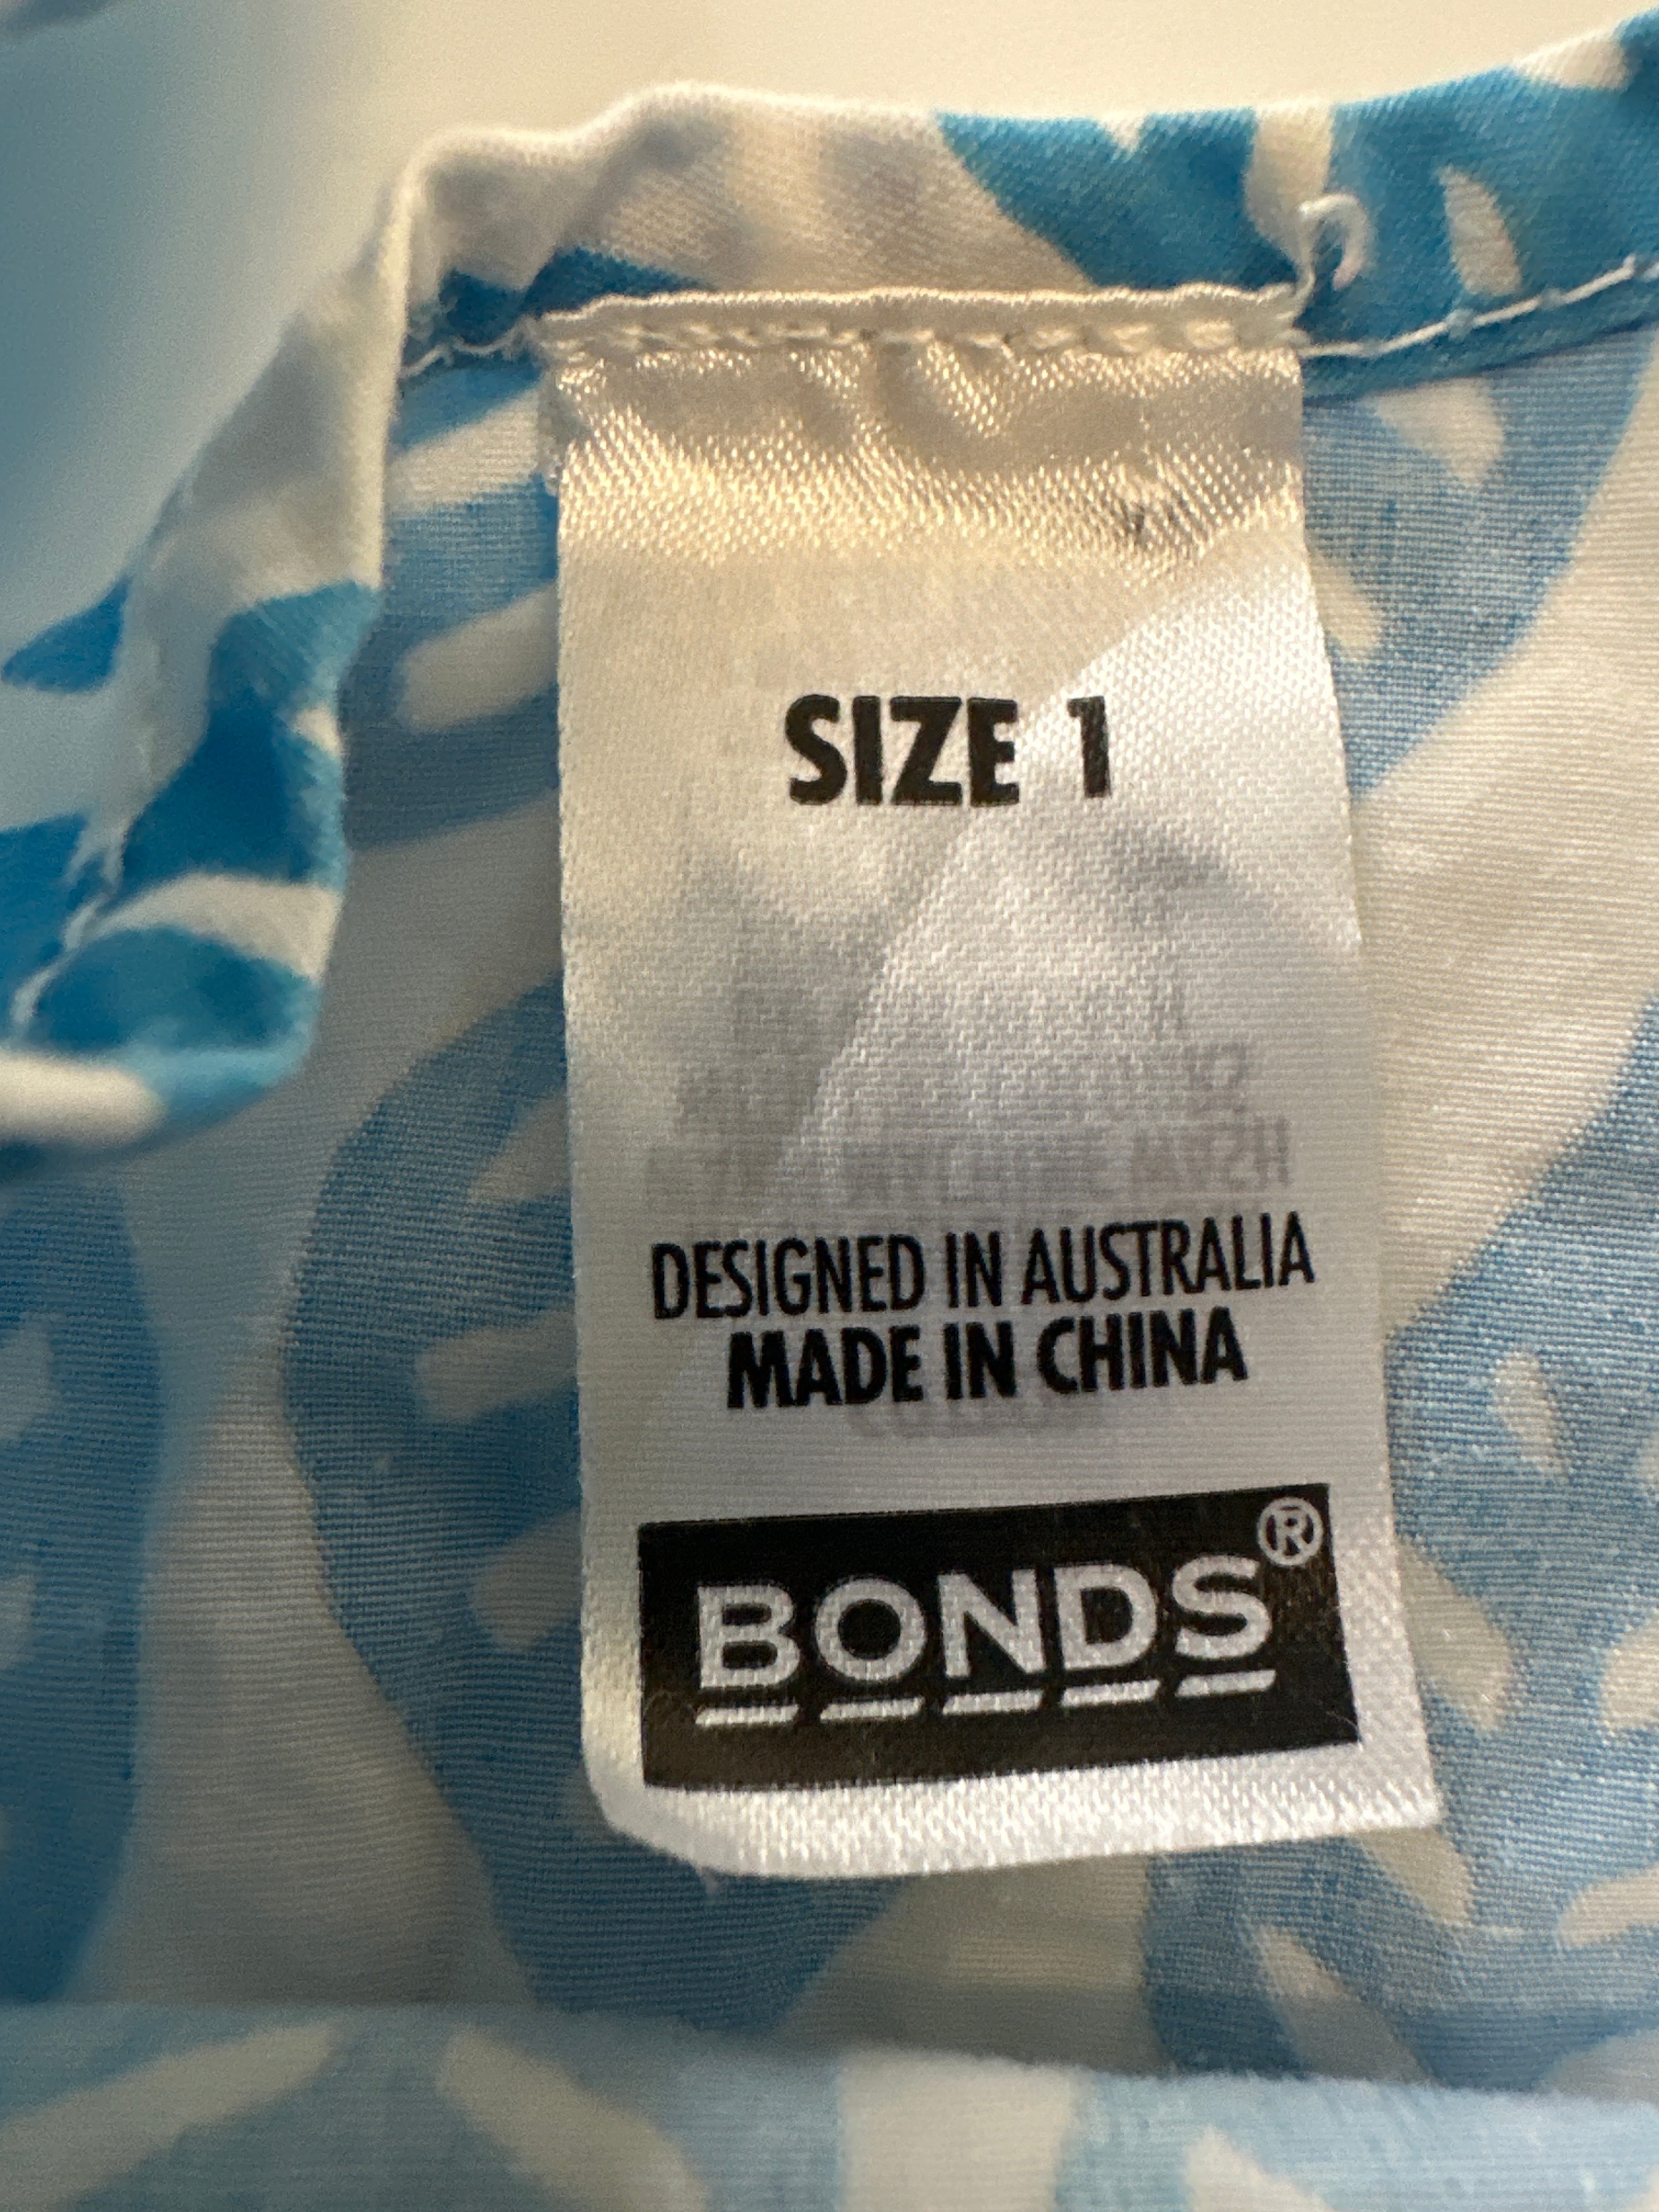 SIZE 1
DESIGNED IN AUSTRALIA
MADE IN CHINA
BONDS®